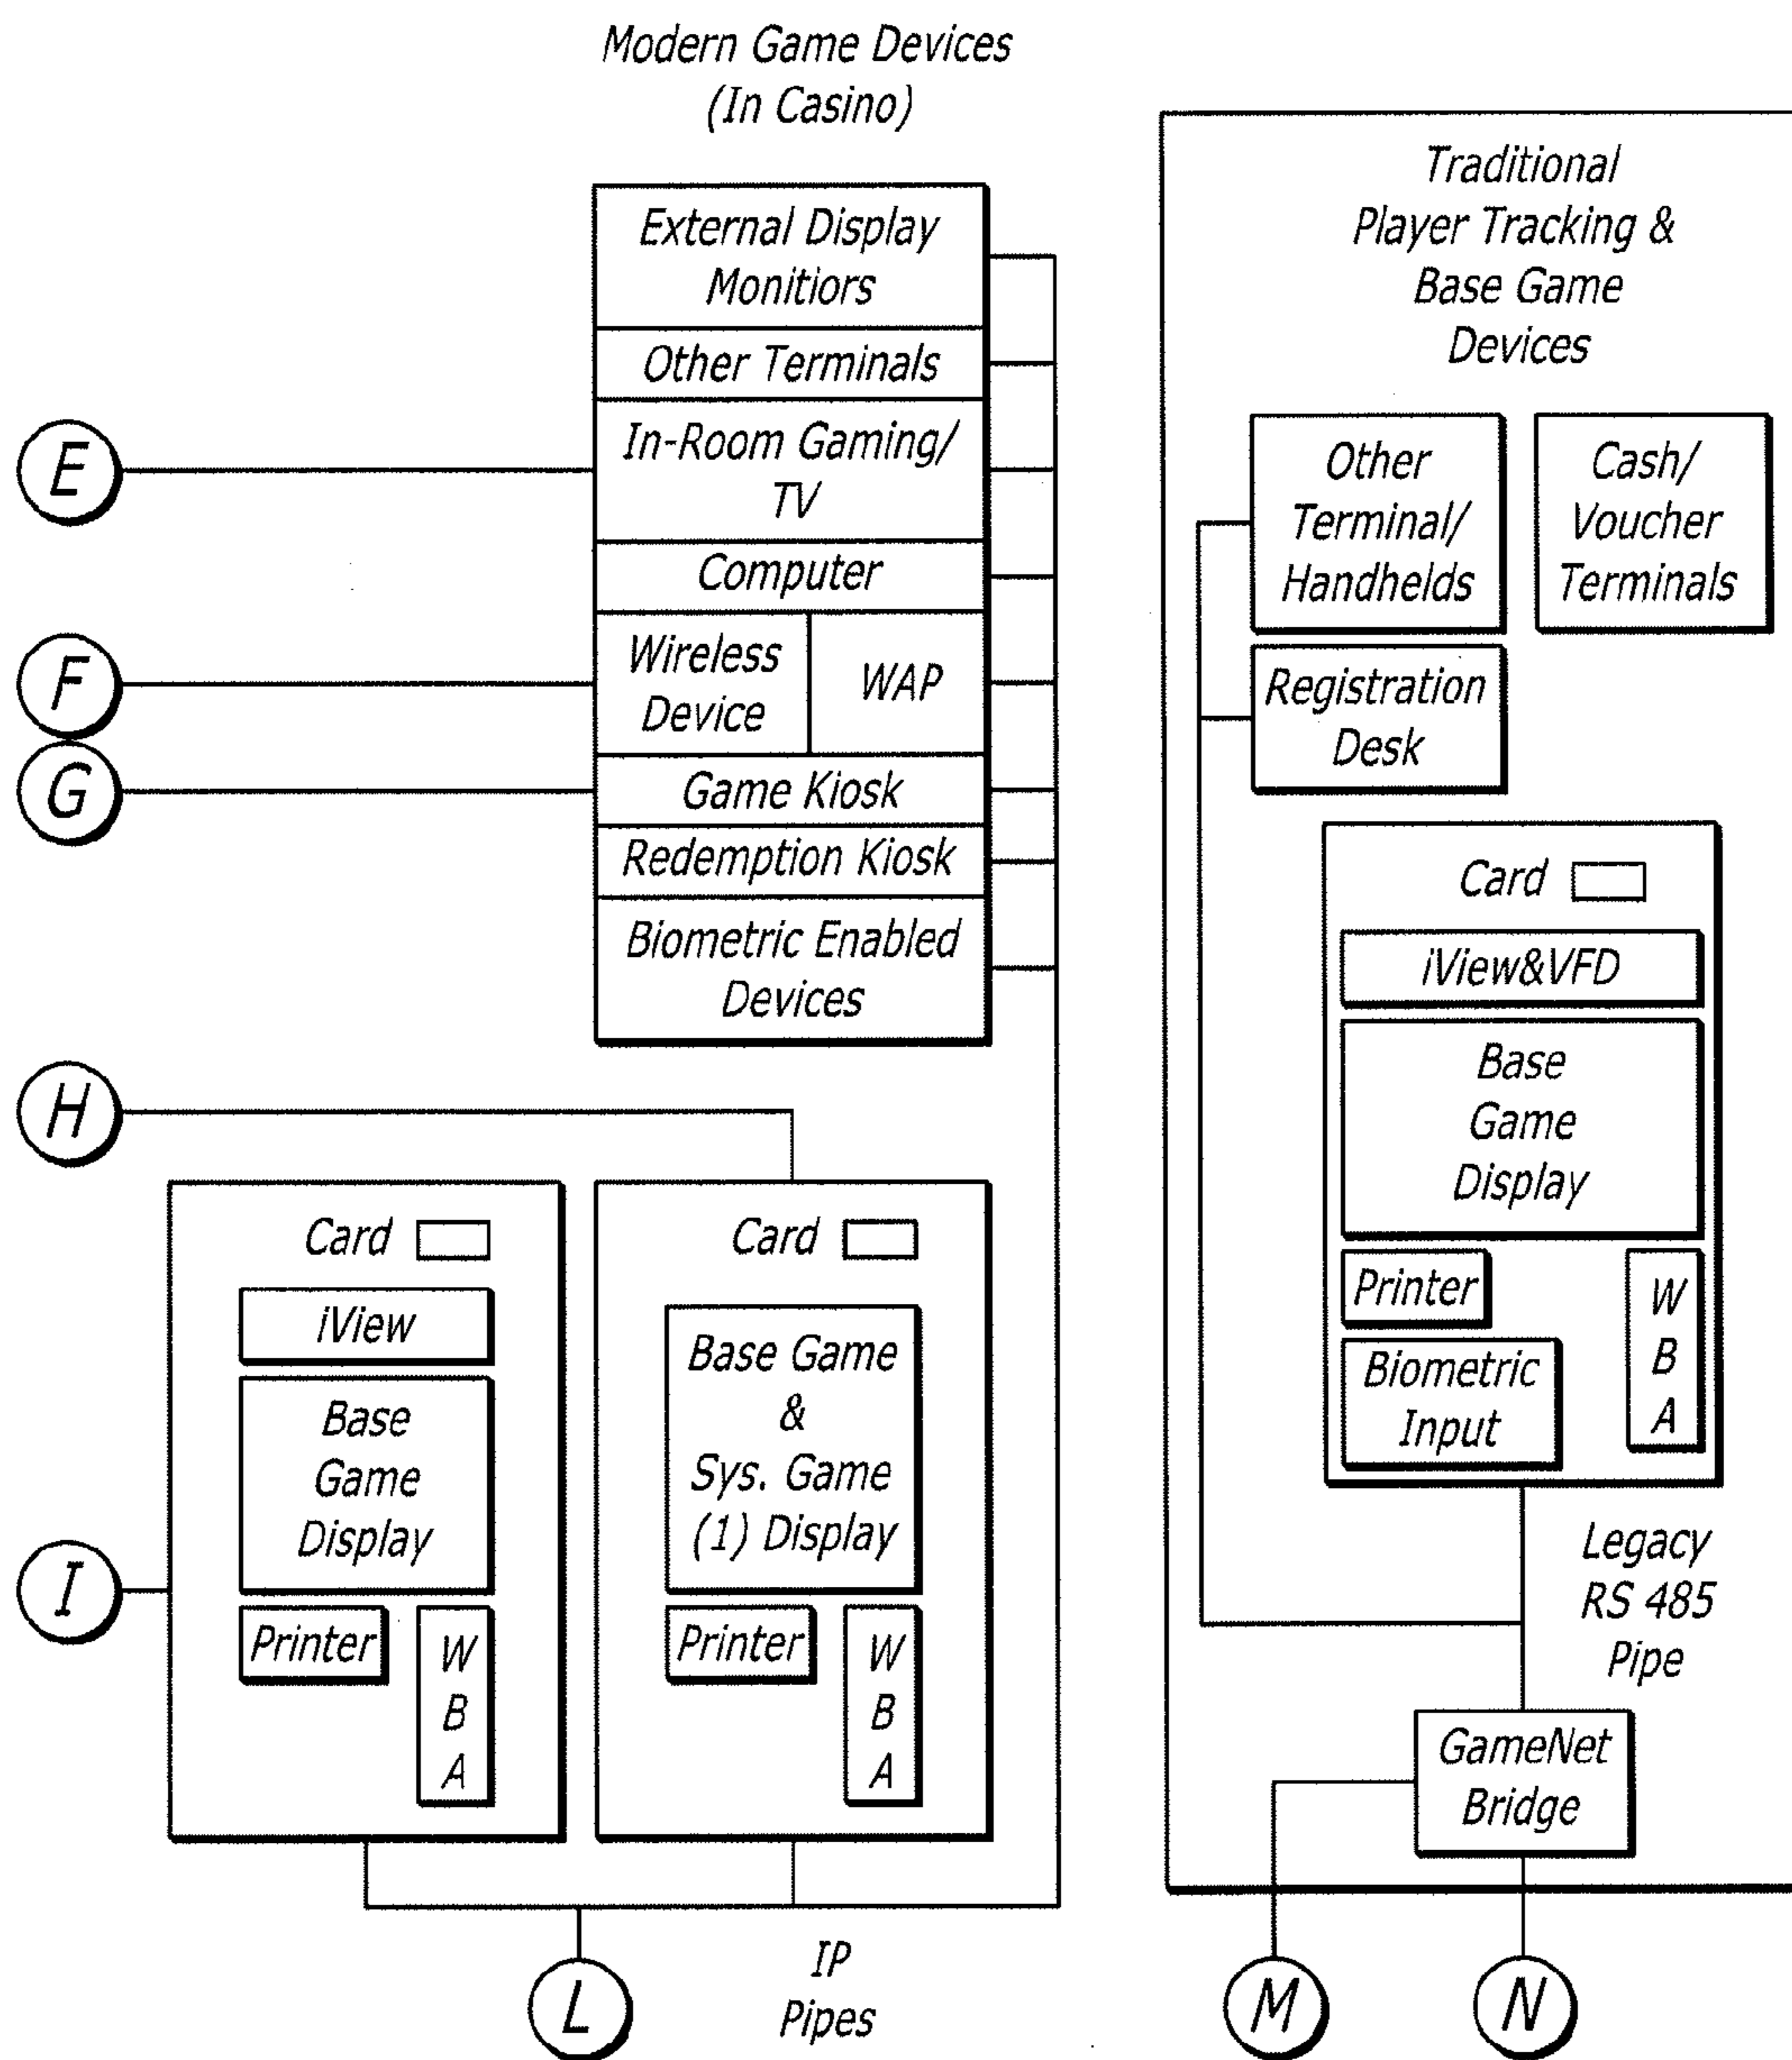 Modern Game Devices
(In Casino)
External Display
Monitiors
Other Terminals
In-Room Gaming/
TV
Computer
Wireless
Device
WAP
Game Kiosk
Redemption Kiosk
Biometric Enabled
Devices
E
F
G
H
I
Card
iView
Base
Game
Display
Printer
W
B
A
Card
Base Game
&
Sys. Game
(1) Display
Printer
W
B
A
L
IP
Pipes
Traditional
Player Tracking &
Base Game
Devices
Other
Terminal/
Handhelds
Cash/
Voucher
Terminals
Registration
Desk
Card
iView&VFD
Base
Game
Display
Printer
Biometric
Input
W
B
A
Legacy
RS 485
Pipe
GameNet
Bridge
M
N